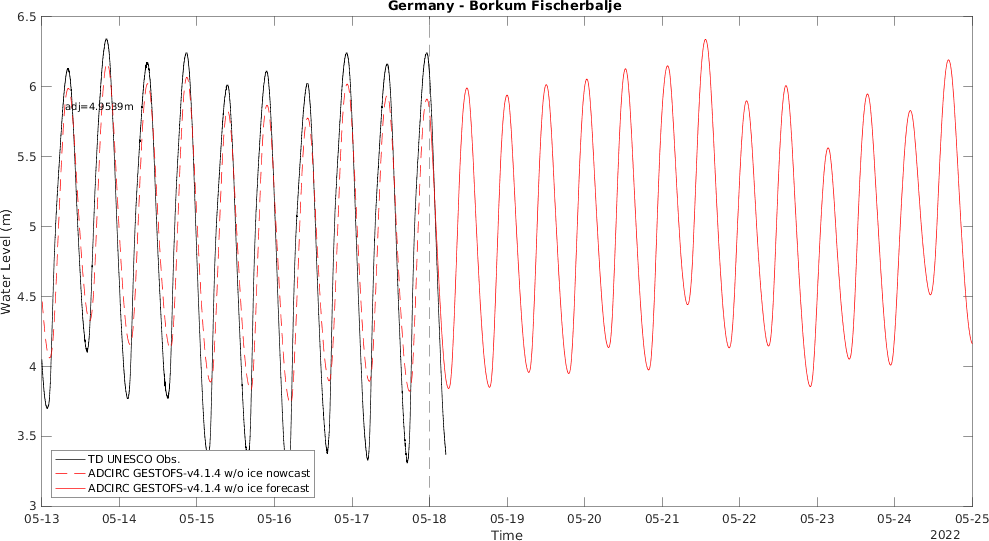 Germany - Borkum Fischerbalje
6.5
6
5.5
5
4.5
4
3.5
3
Water Level (m)
adj=4.9539m
TD UNESCO Obs.
ADCIRC GESTOFS-v4.1.4 w/o ice nowcast
ADCIRC GESTOFS-v4.1.4 w/o ice forecast
05-13 05-14 05-15 05-16 05-17 05-18 05-19 05-20 05-21 05-22 05-23 05-24 05-25
Time
2022